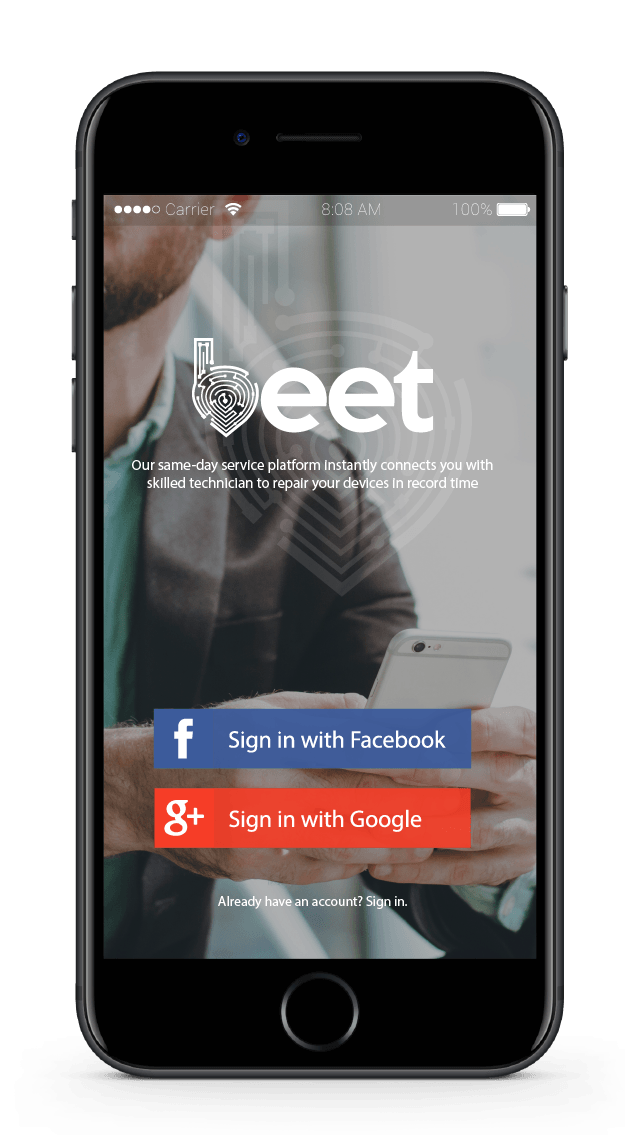 Carrier 8:08 AM 100%
beet
Our same-day service platform instantly connects you with
skilled technician to repair your devices in record time
f Sign in with Facebook
g+ Sign in with Google
Already have an account? Sign in.